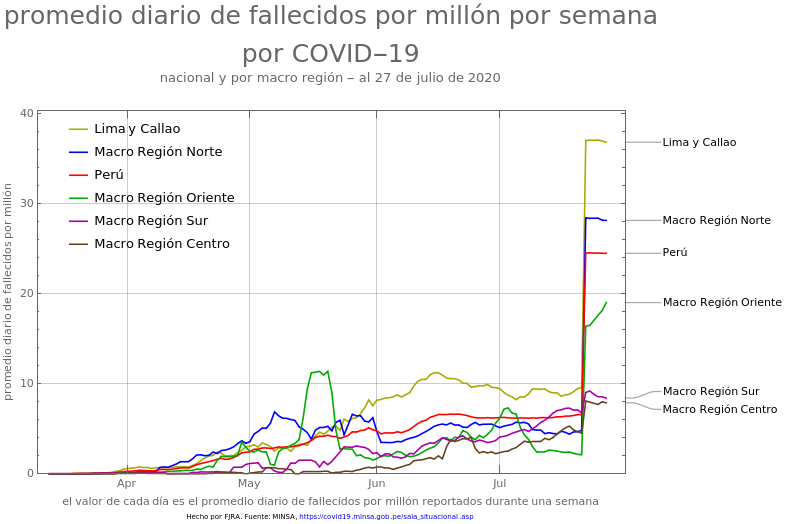 promedio diario de fallecidos por millón por semana
por COVID–19
nacional y por macro región – al 27 de julio de 2020
promedio diario de fallecidos por millón
40
30
20
10
0
Lima y Callao
Macro Región Norte
Perú
Macro Región Oriente
Macro Región Sur
Macro Región Centro
Lima y Callao
Macro Región Norte
Perú
Macro Región Oriente
Macro Región Sur
Macro Región Centro
Apr May Jun Jul
el valor de cada día es el promedio diario de fallecidos por millón reportados durante una semana
Hecho por FJRA. Fuente: MINSA, https://covid19.minsa.gob.pe/sala_situacional .asp